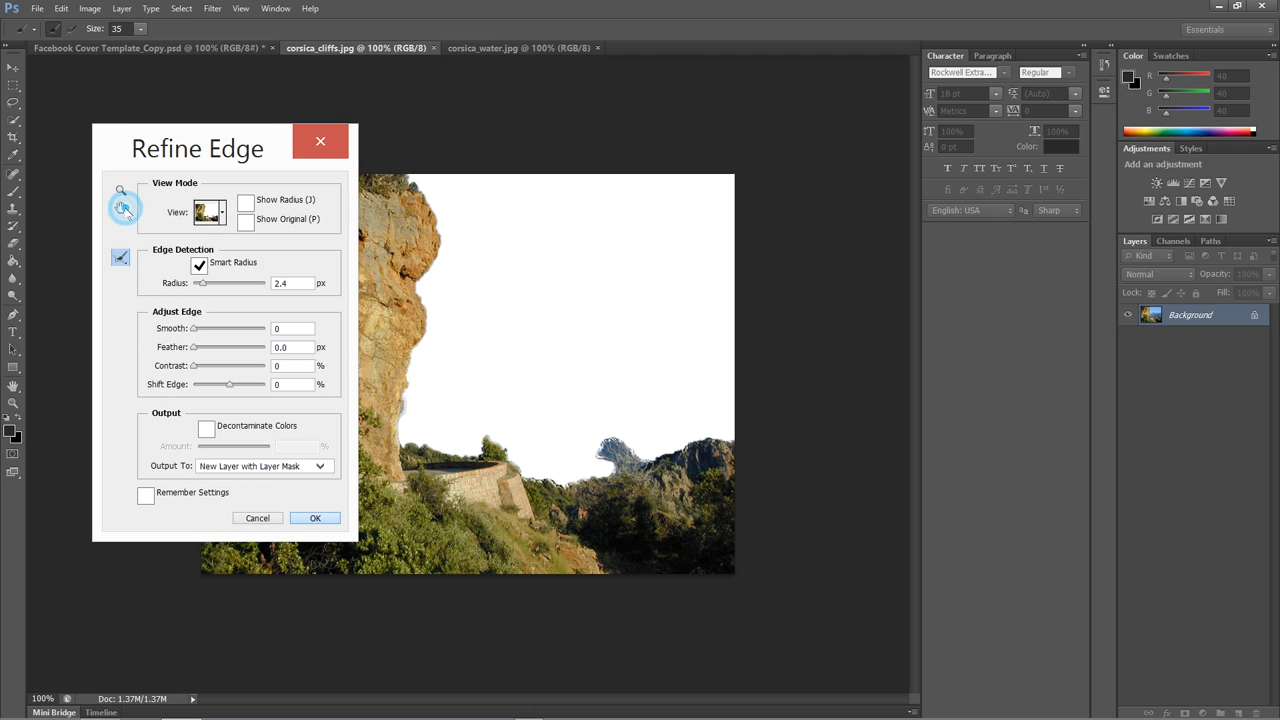 Ps File Edit Image Layer Type Select Filter View Window Help
Size: 35 Essentials
Facebook Cover Template_Copy.psd @ 100% (RGB/8#) * × corsica_cliffs.jpg @ 100% (RGB/8) × corsica_water.jpg @ 100% (RGB/8) ×
Refine Edge
View Mode
View:
Show Radius (J)
Show Original (P)
Edge Detection
Smart Radius
Radius: 2.4 px
Adjust Edge
Smooth: 0
Feather: 0.0 px
Contrast: 0 %
Shift Edge: 0 %
Output
Decontaminate Colors
Amount: %
Output To: New Layer with Layer Mask
Remember Settings
Cancel OK
Character Paragraph
Rockwell Extra... Regular
18 pt (Auto)
Metrics 0
100% 100%
0 pt Color:
English: USA Sharp
Color Swatches
R 40
G 40
B 40
Adjustments Styles
Add an adjustment
Layers Channels Paths
Kind
Normal Opacity: 100%
Lock: Fill: 100%
Background
100% Doc: 1.37M/1.37M
Mini Bridge Timeline